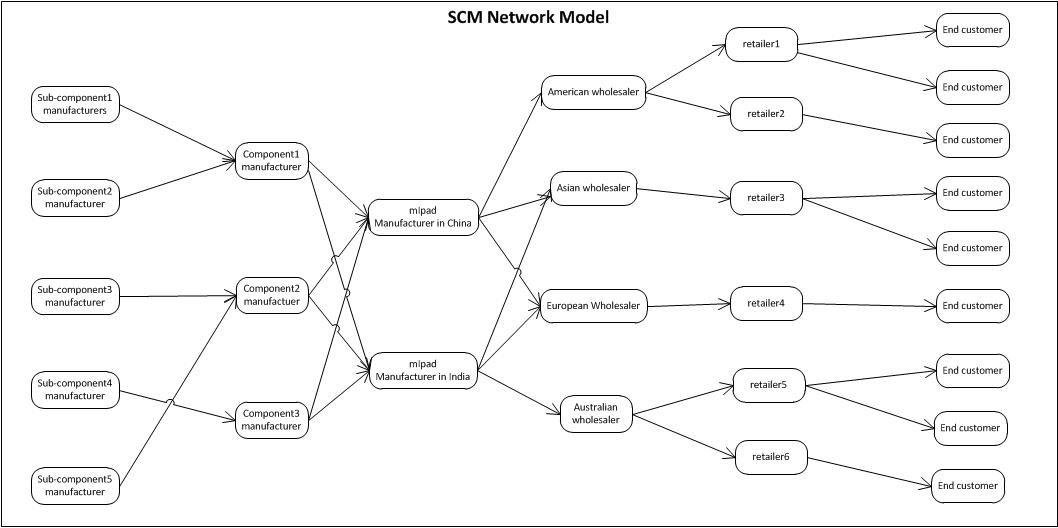 SCM Network Model
Sub-component1
manufacturers
Sub-component2
manufacturer
Sub-component3
manufacturer
Sub-component4
manufacturer
Sub-component5
manufacturer
Component1
manufacturer
Component2
manufactuer
Component3
manufacturer
mIpad
Manufacturer in China
mIpad
Manufacturer in India
American wholesaler
Asian wholesaler
European Wholesaler
Australian
wholesaler
retailer1
retailer2
retailer3
retailer4
retailer5
retailer6
End customer
End customer
End customer
End customer
End customer
End customer
End customer
End customer
End customer